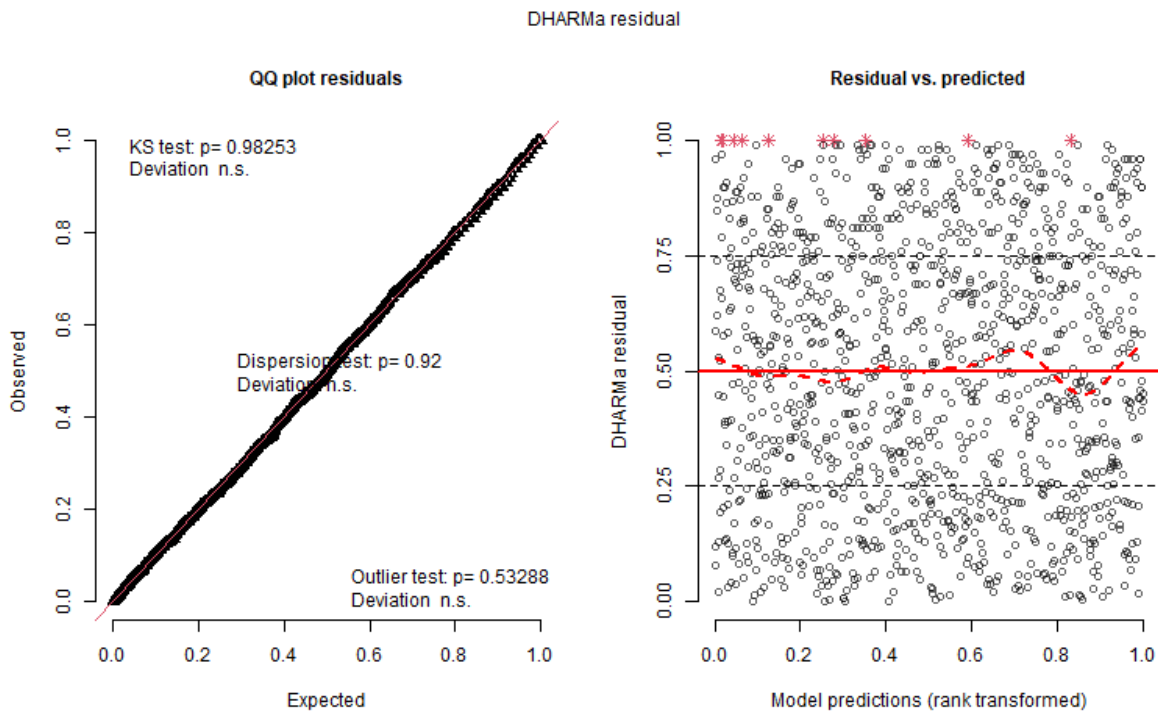 DHARMa residual
QQ plot residuals
KS test: p= 0.98253
Deviation n.s.
Dispersion test: p= 0.92
Deviation n.s.
Outlier test: p= 0.53288
Deviation n.s.
Observed
0.0
0.2
0.4
0.6
0.8
1.0
0.0 0.2 0.4 0.6 0.8 1.0
Expected
Residual vs. predicted
DHARMa residual
0.00
0.25
0.50
0.75
1.00
0.0 0.2 0.4 0.6 0.8 1.0
Model predictions (rank transformed)